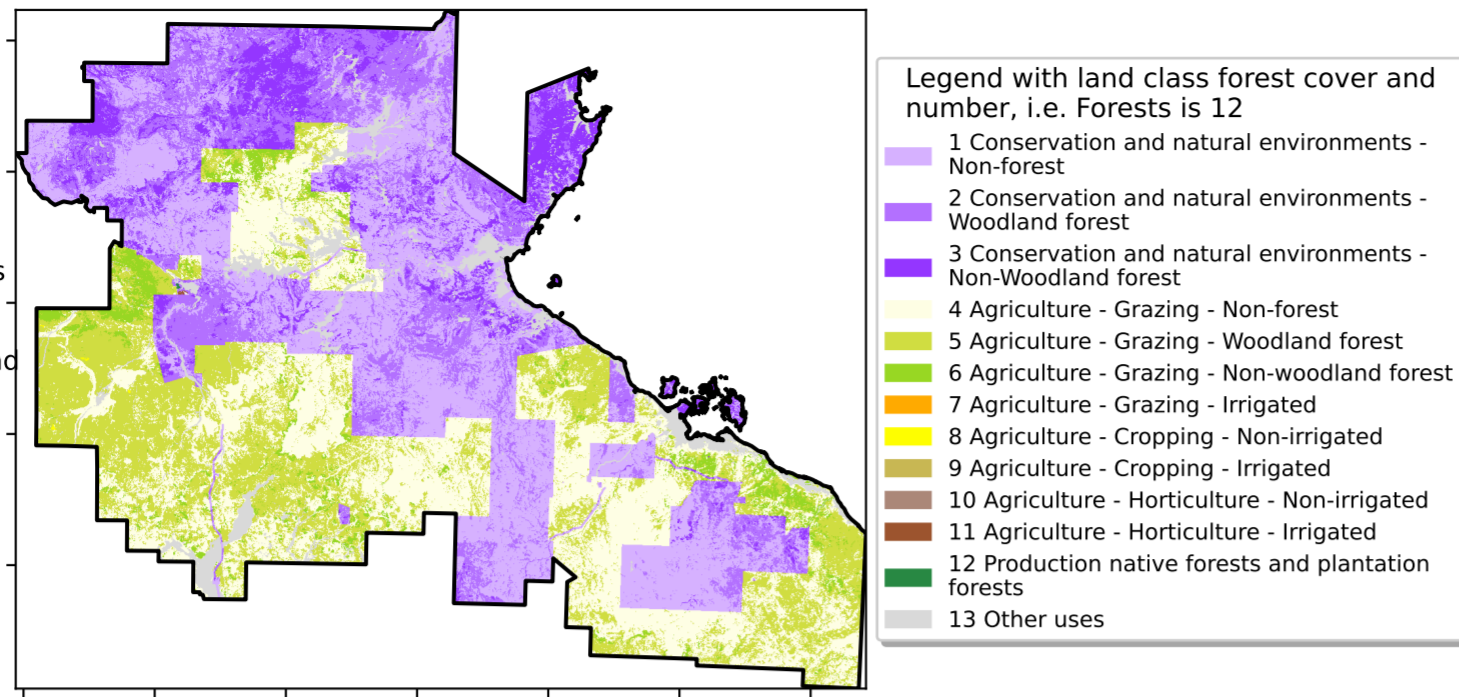 Legend with land class forest cover and
number, i.e. Forests is 12
1 Conservation and natural environments -
Non-forest
2 Conservation and natural environments -
Woodland forest
3 Conservation and natural environments -
Non-Woodland forest
4 Agriculture - Grazing - Non-forest
5 Agriculture - Grazing - Woodland forest
6 Agriculture - Grazing - Non-woodland forest
7 Agriculture - Grazing - Irrigated
8 Agriculture - Cropping - Non-irrigated
9 Agriculture - Cropping - Irrigated
10 Agriculture - Horticulture - Non-irrigated
11 Agriculture - Horticulture - Irrigated
12 Production native forests and plantation
forests
13 Other uses